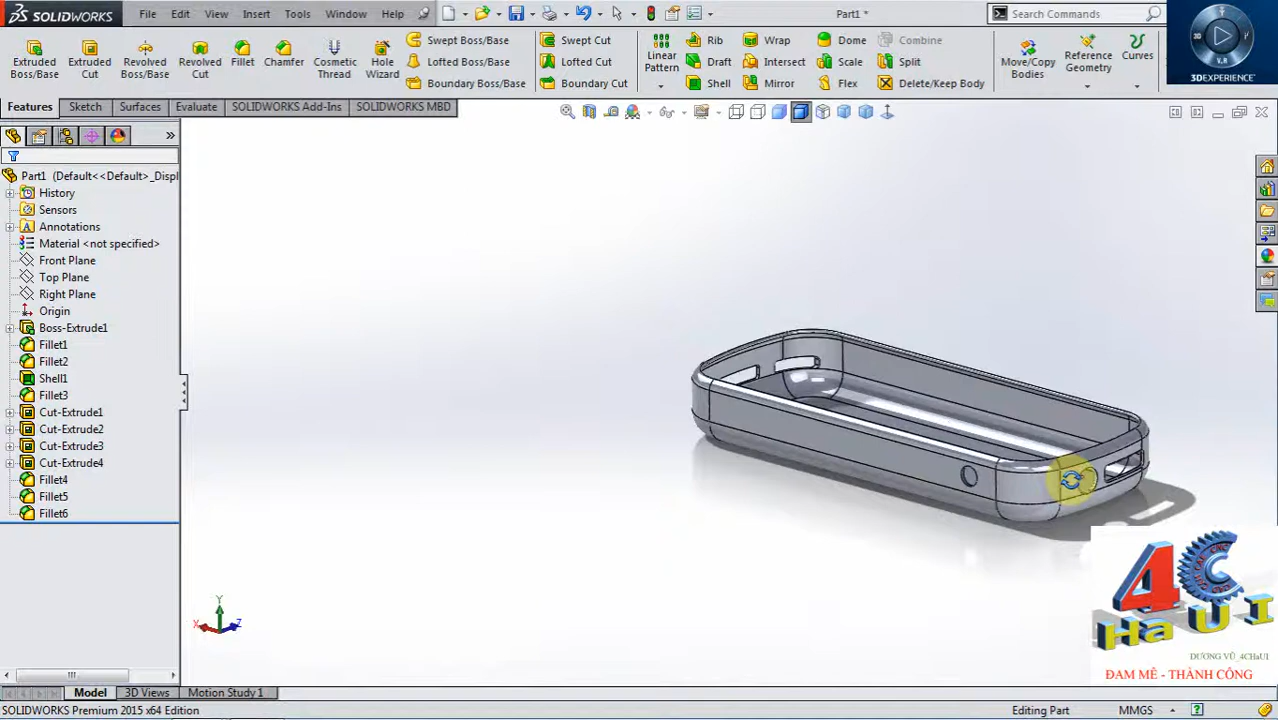 SOLIDWORKS File Edit View Insert Tools Window Help Part1 * Search Commands
Extruded Boss/Base Extruded Cut Revolved Boss/Base Revolved Cut Fillet Chamfer Cosmetic Thread Hole Wizard Swept Boss/Base Lofted Boss/Base Boundary Boss/Base Swept Cut Lofted Cut Boundary Cut Linear Pattern Rib Draft Shell Wrap Intersect Mirror Dome Scale Flex Combine Split Delete/Keep Body Move/Copy Bodies Reference Geometry Curves
3D V.R 3DEXPERIENCE
Features Sketch Surfaces Evaluate SOLIDWORKS Add-Ins SOLIDWORKS MBD
Part1 (Default<<Default>_Displ
History
Sensors
Annotations
Material <not specified>
Front Plane
Top Plane
Right Plane
Origin
Boss-Extrude1
Fillet1
Fillet2
Shell1
Fillet3
Cut-Extrude1
Cut-Extrude2
Cut-Extrude3
Cut-Extrude4
Fillet4
Fillet5
Fillet6
Y
X Z
4C
HaUI
DƯƠNG VŨ_4CHaUI
ĐAM MÊ - THÀNH CÔNG
Model 3D Views Motion Study 1
SOLIDWORKS Premium 2015 x64 Edition Editing Part MMGS